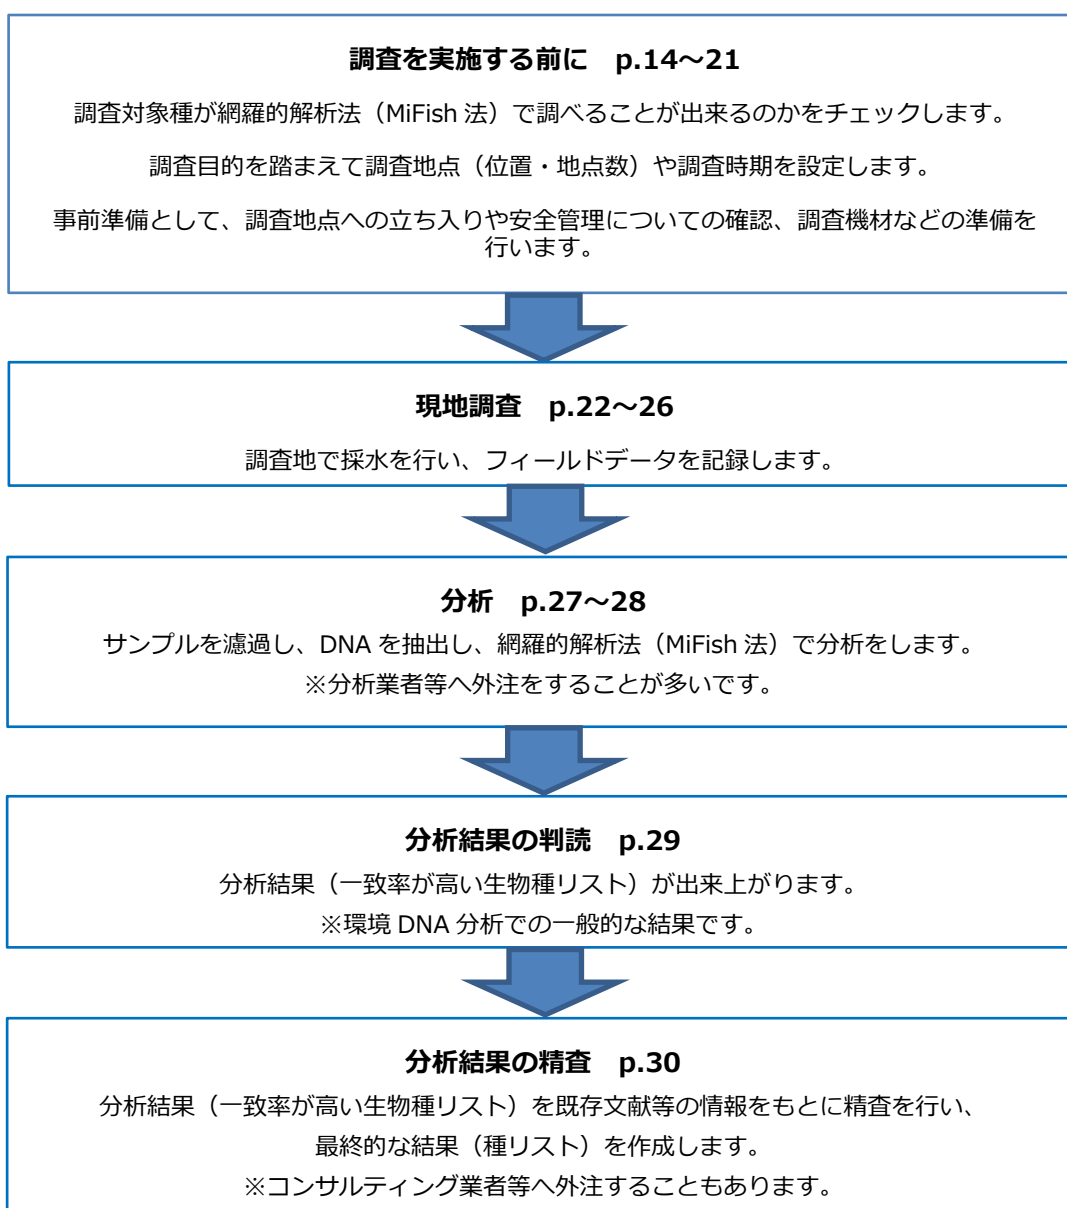 調査を実施する前に　p.14～21
調査対象種が網羅的解析法（MiFish 法）で調べることが出来るのかをチェックします。
調査目的を踏まえて調査地点（位置・地点数）や調査時期を設定します。
事前準備として、調査地点への立ち入りや安全管理についての確認、調査機材などの準備を
行います。
現地調査　p.22～26
調査地で採水を行い、フィールドデータを記録します。
分析　p.27～28
サンプルを濾過し、DNA を抽出し、網羅的解析法（MiFish 法）で分析をします。
※分析業者等へ外注をすることが多いです。
分析結果の判読　p.29
分析結果（一致率が高い生物種リスト）が出来上がります。
※環境 DNA 分析での一般的な結果です。
分析結果の精査　p.30
分析結果（一致率が高い生物種リスト）を既存文献等の情報をもとに精査を行い、
最終的な結果（種リスト）を作成します。
※コンサルティング業者等へ外注することもあります。